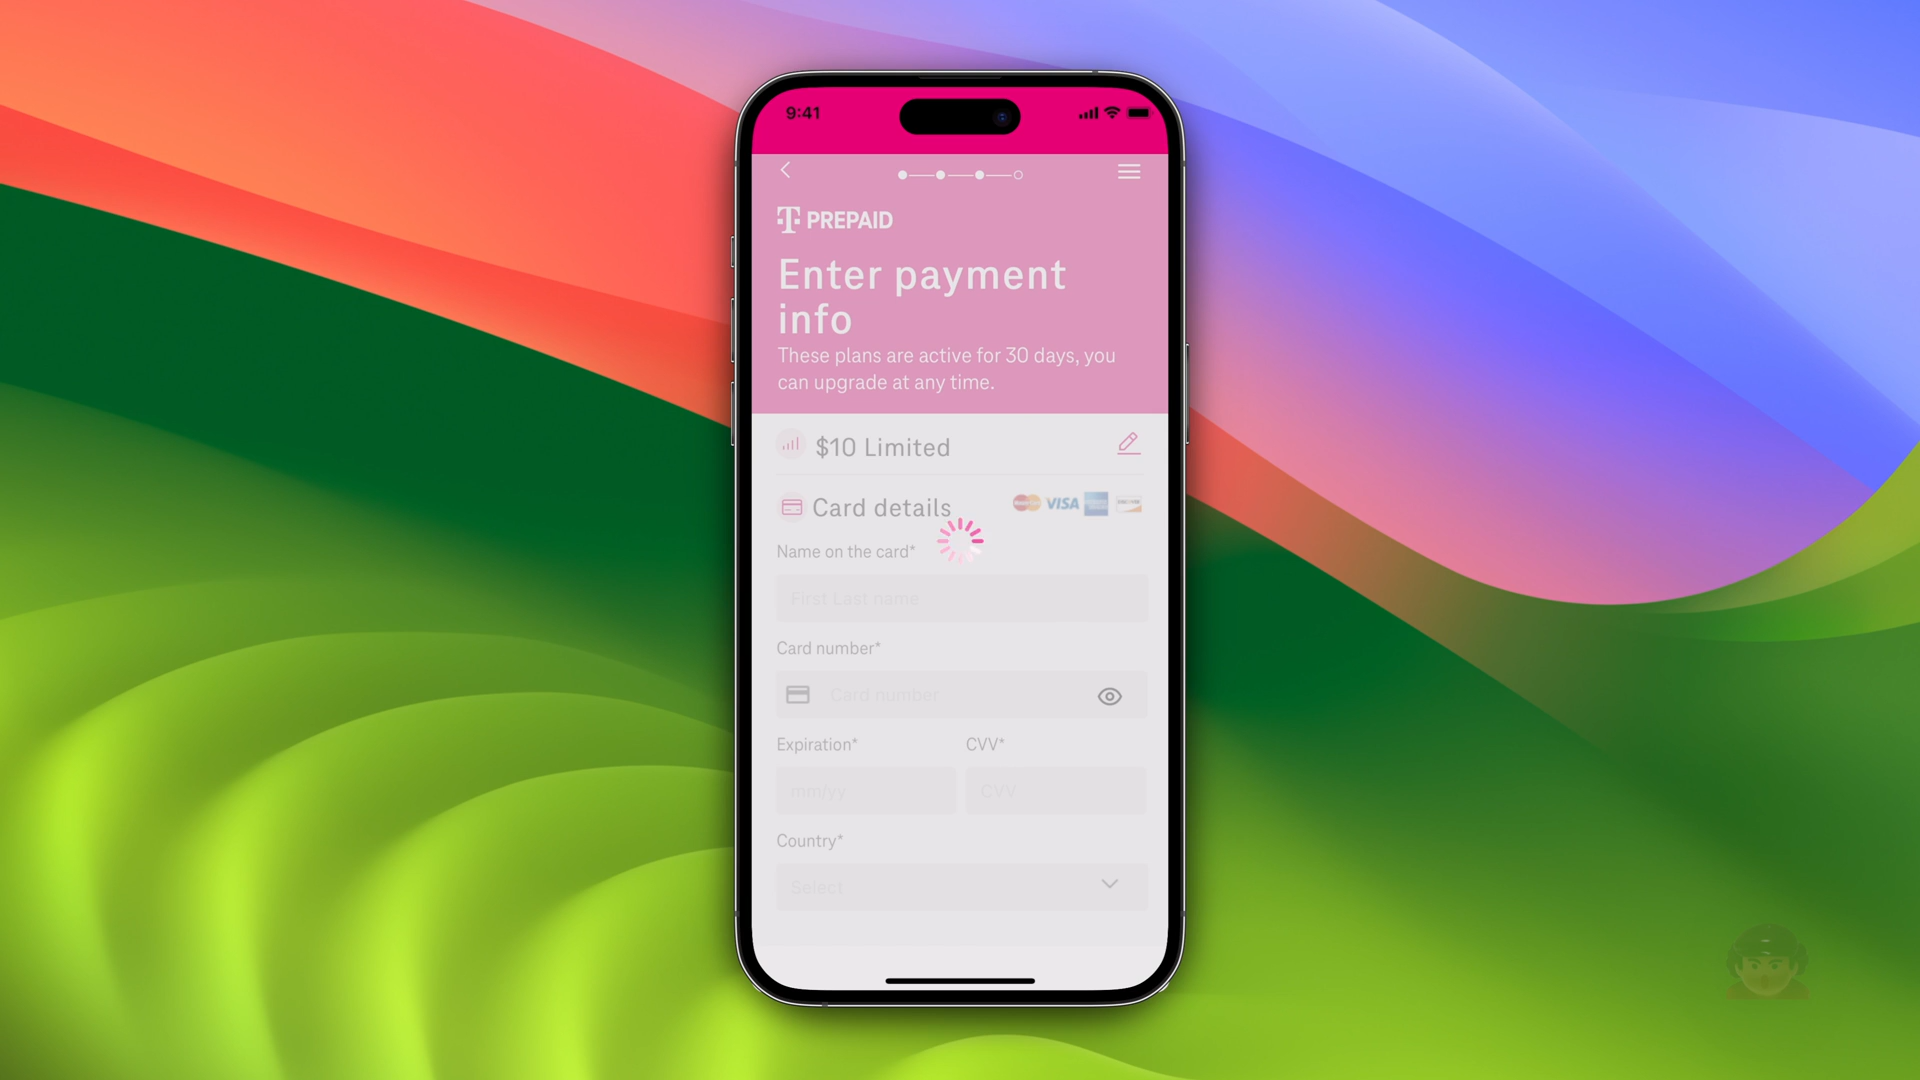 9:41
T PREPAID
Enter payment
info
These plans are active for 30 days, you
can upgrade at any time.
$10 Limited
Card details
VISA
Name on the card*
First Last name
Card number*
Card number
Expiration*
CVV*
mm/yy
CVV
Country*
Select